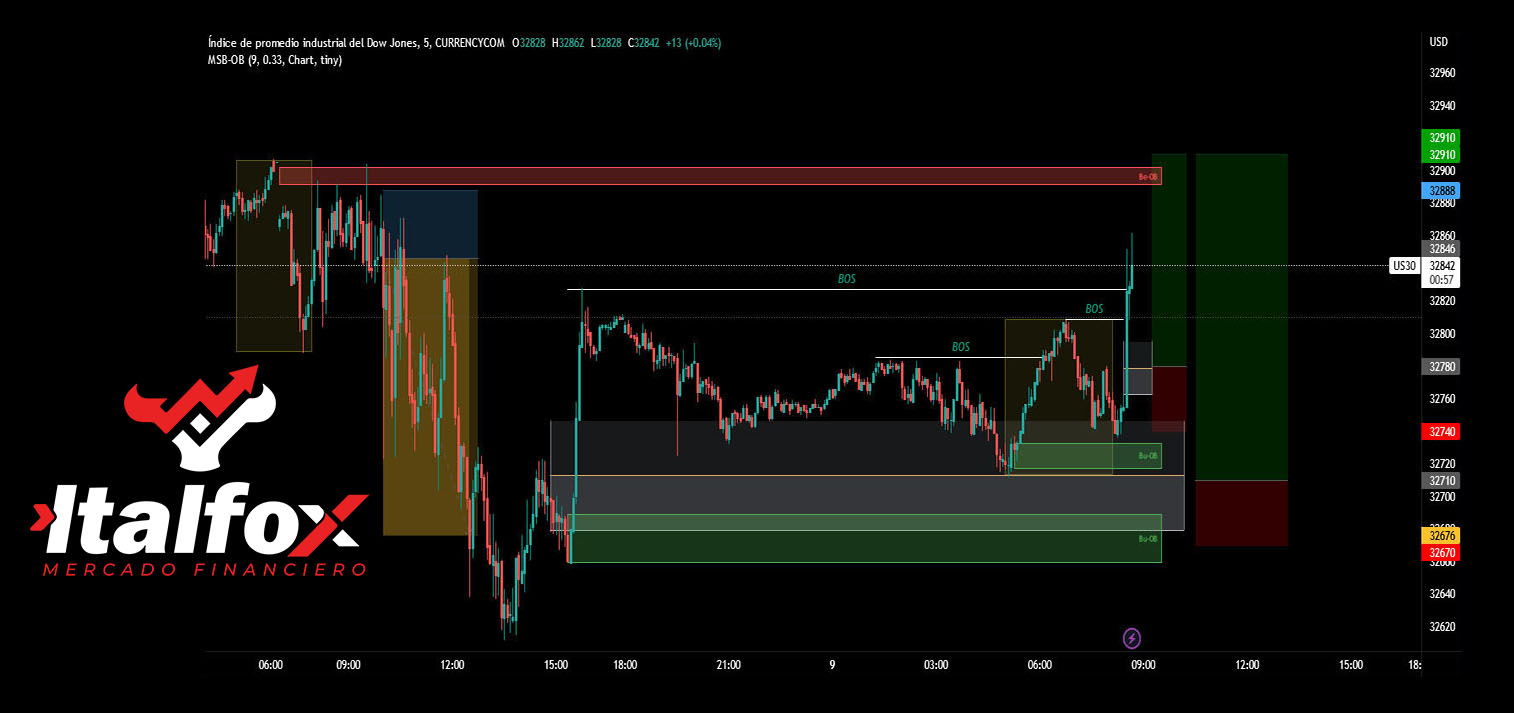 Índice de promedio industrial del Dow Jones, 5, CURRENCYCOM O32828 H32862 L32828 C32842 +13 (+0.04%)
MSB-OB (9, 0.33, Chart, tiny)
USD
32960
32940
32910
32910
32900
32888
32880
32860
32846
US30 32842
00:57
32820
32800
32780
32760
32740
32720
32710
32700
32676
32670
32660
32640
32620
Be-OB
BOS
BOS
BOS
Bu-OB
Bu-OB
Italfox
MERCADO FINANCIERO
06:00 09:00 12:00 15:00 18:00 21:00 9 03:00 06:00 09:00 12:00 15:00 18: